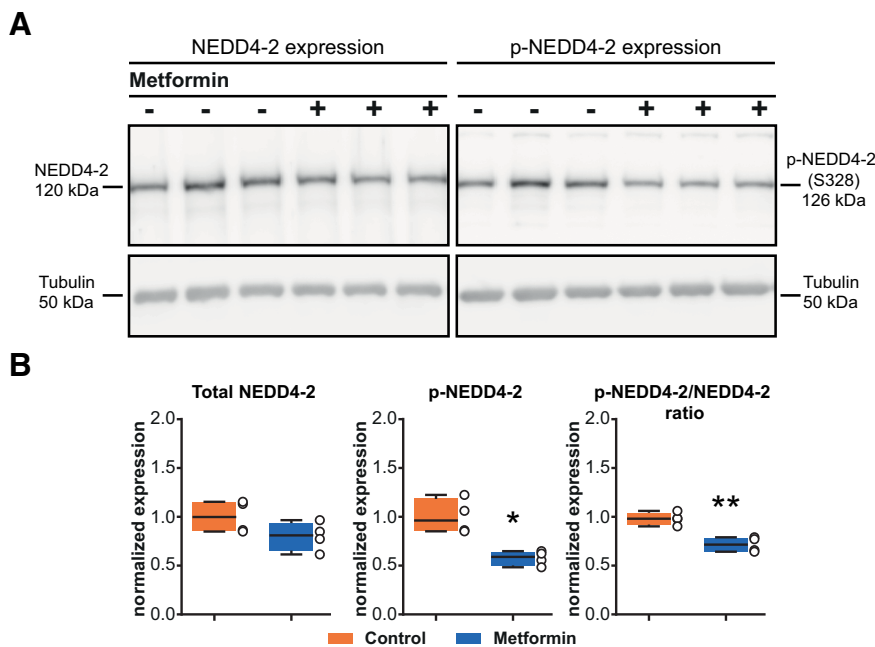 A
NEDD4-2 expression
p-NEDD4-2 expression
Metformin
- - - + + + - - - + + +
NEDD4-2
120 kDa
p-NEDD4-2
(S328)
126 kDa
Tubulin
50 kDa
Tubulin
50 kDa
B
Total NEDD4-2
normalized expression
2.0
1.5
1.0
0.5
0.0
p-NEDD4-2
normalized expression
2.0
1.5
1.0
0.5
0.0
*
p-NEDD4-2/NEDD4-2
ratio
normalized expression
2.0
1.5
1.0
0.5
0.0
**
Control Metformin